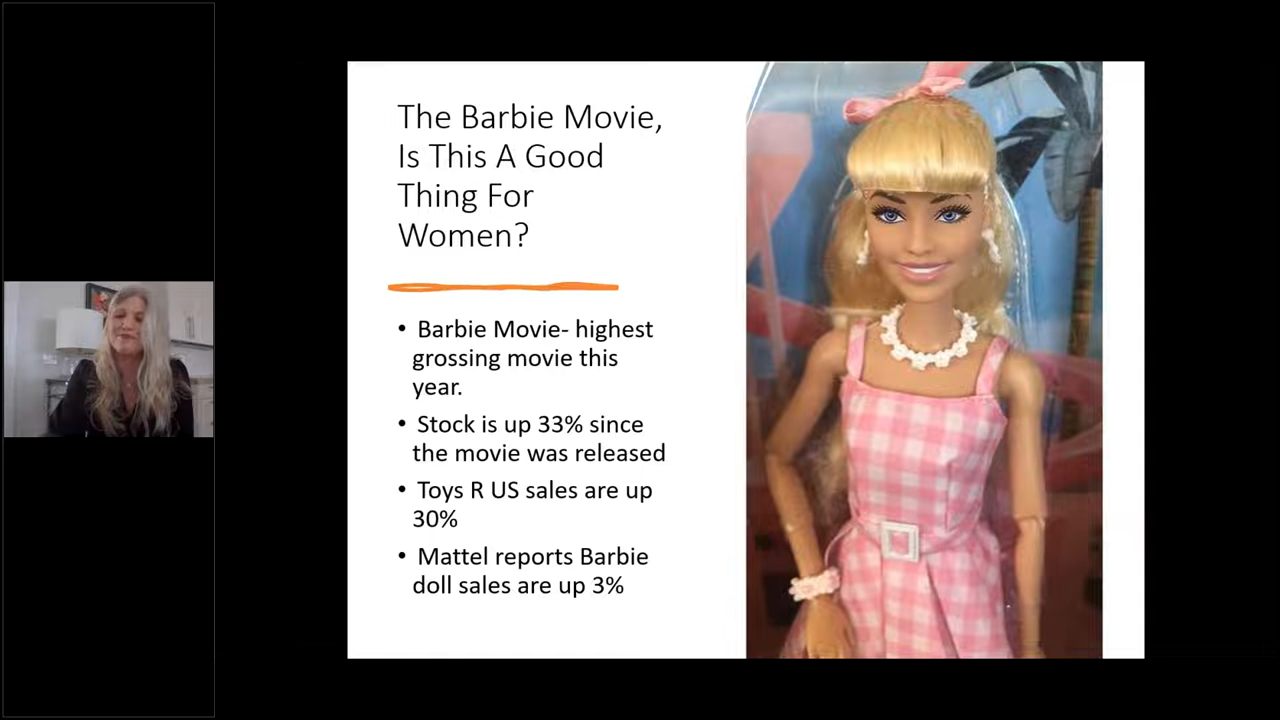 The Barbie Movie,
Is This A Good
Thing For
Women?
• Barbie Movie- highest
grossing movie this
year.
• Stock is up 33% since
the movie was released
• Toys R US sales are up
30%
• Mattel reports Barbie
doll sales are up 3%